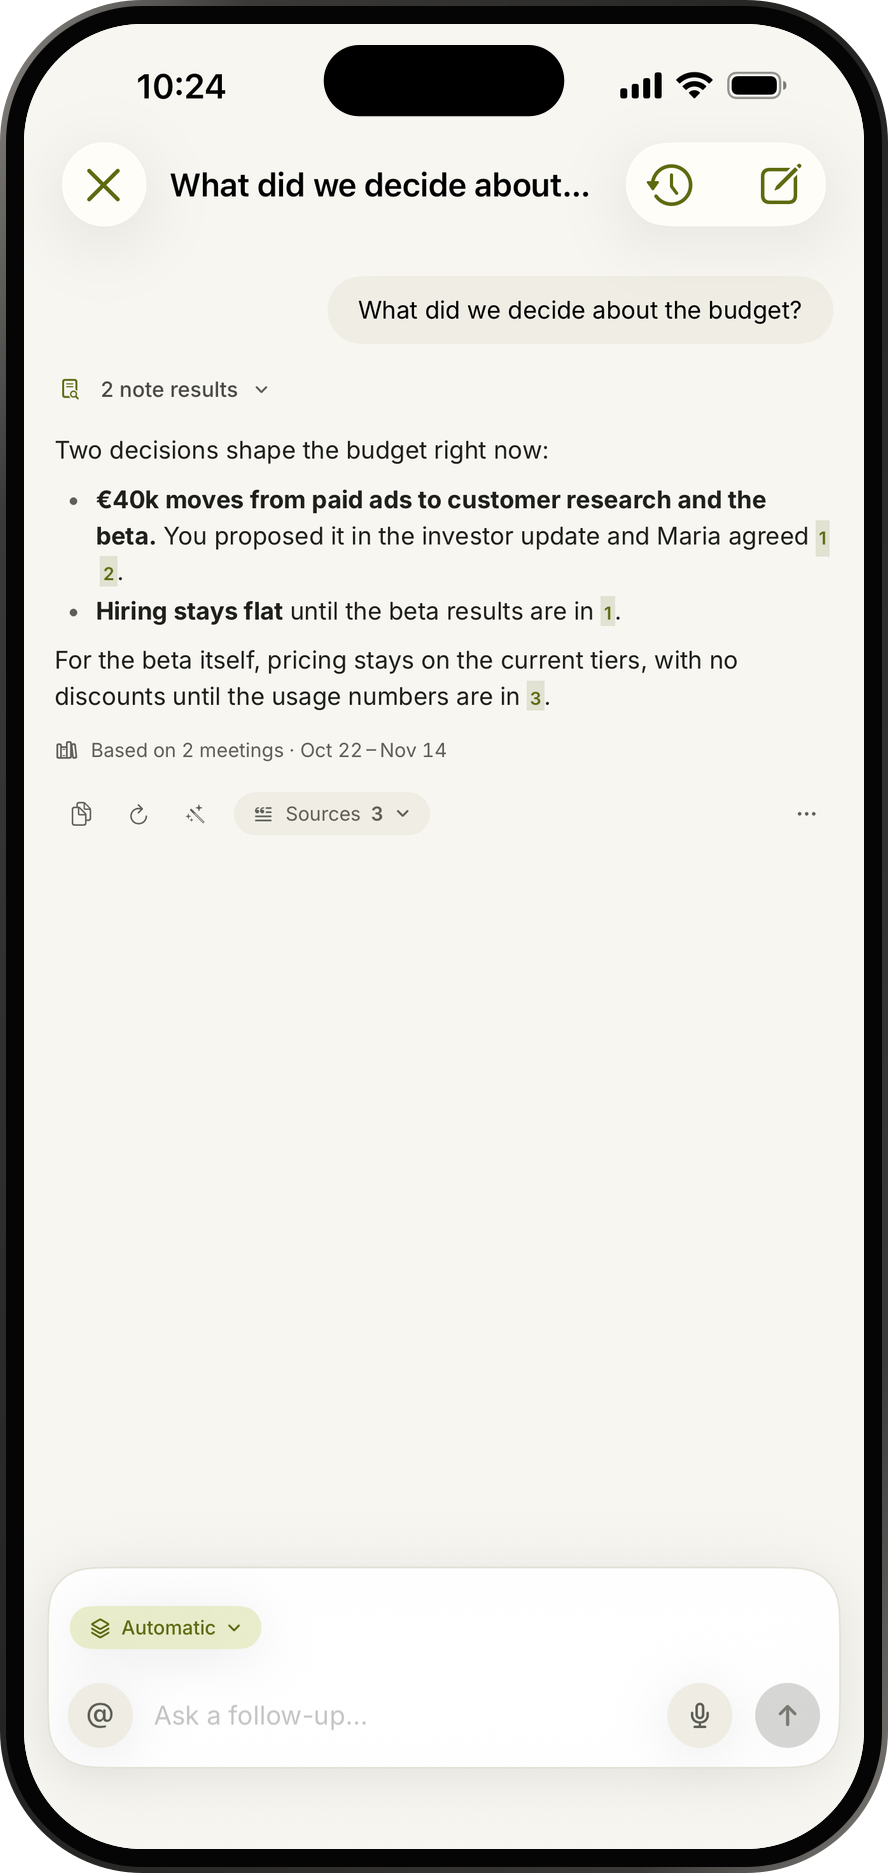 10:24
What did we decide about...
What did we decide about the budget?
2 note results
Two decisions shape the budget right now:
• €40k moves from paid ads to customer research and the
beta. You proposed it in the investor update and Maria agreed 1
2.
• Hiring stays flat until the beta results are in 1.
For the beta itself, pricing stays on the current tiers, with no
discounts until the usage numbers are in 3.
Based on 2 meetings · Oct 22 – Nov 14
Sources 3
Automatic
@ Ask a follow-up...